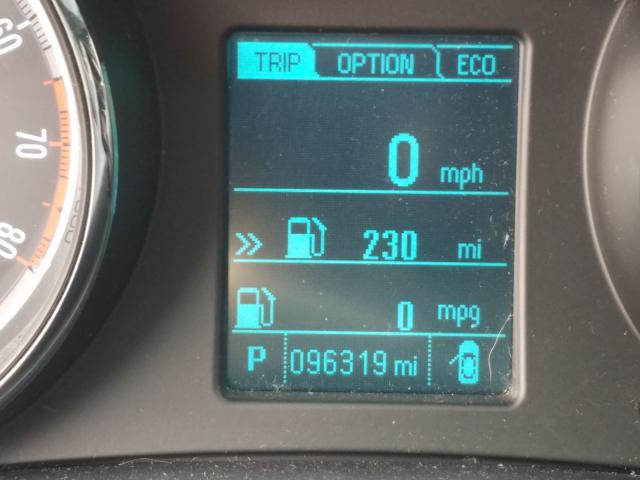 TRIP OPTION ECO
60
0 mph
70
230 mi
80
0 mpg
P 096319 mi